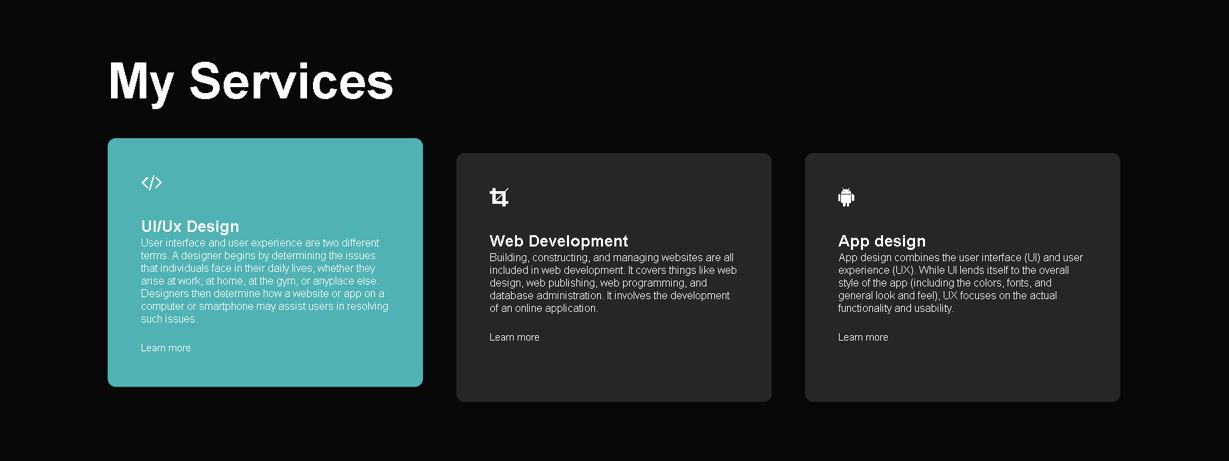 My Services
UI/Ux Design
User interface and user experience are two different
terms. A designer begins by determining the issues
that individuals face in their daily lives, whether they
arise at work, at home, at the gym, or anyplace else.
Designers then determine how a website or app on a
computer or smartphone may assist users in resolving
such issues.
Learn more
Web Development
Building, constructing, and managing websites are all
included in web development. It covers things like web
design, web publishing, web programming, and
database administration. It involves the development
of an online application.
Learn more
App design
App design combines the user interface (UI) and user
experience (UX). While UI lends itself to the overall
style of the app (including the colors, fonts, and
general look and feel), UX focuses on the actual
functionality and usability.
Learn more